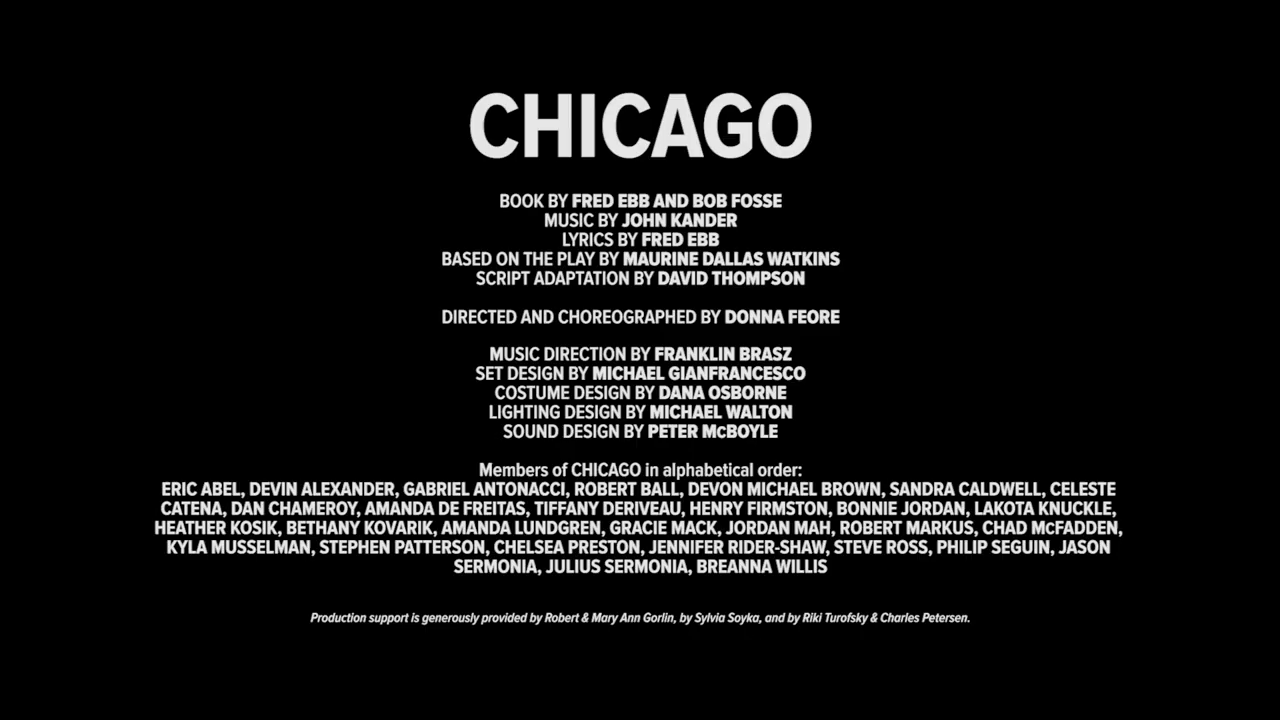 CHICAGO
BOOK BY FRED EBB AND BOB FOSSE
MUSIC BY JOHN KANDER
LYRICS BY FRED EBB
BASED ON THE PLAY BY MAURINE DALLAS WATKINS
SCRIPT ADAPTATION BY DAVID THOMPSON
DIRECTED AND CHOREOGRAPHED BY DONNA FEORE
MUSIC DIRECTION BY FRANKLIN BRASZ
SET DESIGN BY MICHAEL GIANFRANCESCO
COSTUME DESIGN BY DANA OSBORNE
LIGHTING DESIGN BY MICHAEL WALTON
SOUND DESIGN BY PETER McBOYLE
Members of CHICAGO in alphabetical order:
ERIC ABEL, DEVIN ALEXANDER, GABRIEL ANTONACCI, ROBERT BALL, DEVON MICHAEL BROWN, SANDRA CALDWELL, CELESTE
CATENA, DAN CHAMEROY, AMANDA DE FREITAS, TIFFANY DERIVEAU, HENRY FIRMSTON, BONNIE JORDAN, LAKOTA KNUCKLE,
HEATHER KOSIK, BETHANY KOVARIK, AMANDA LUNDGREN, GRACIE MACK, JORDAN MAH, ROBERT MARKUS, CHAD McFADDEN,
KYLA MUSSELMAN, STEPHEN PATTERSON, CHELSEA PRESTON, JENNIFER RIDER-SHAW, STEVE ROSS, PHILIP SEGUIN, JASON
SERMONIA, JULIUS SERMONIA, BREANNA WILLIS
Production support is generously provided by Robert & Mary Ann Gorlin, by Sylvia Soyka, and by Riki Turofsky & Charles Petersen.